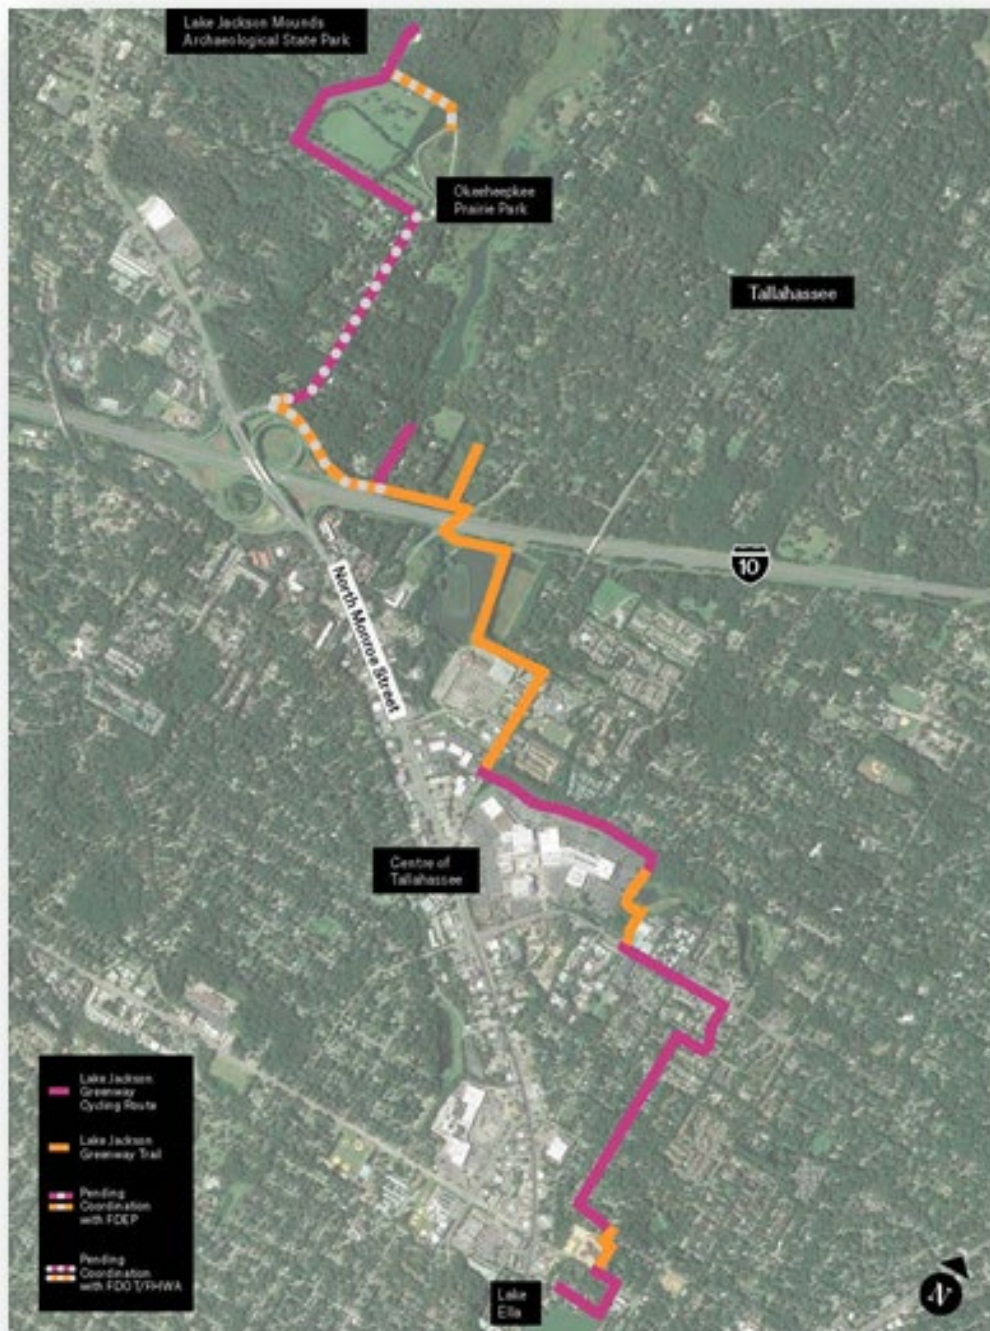 Lake Jackson Mounds
Archaeological State Park
Okeeheepkee
Prairie Park
Tallahassee
10
North Monroe Street
Centre of
Tallahassee
Lake Jackson
Greenway
Cycling Route
Lake Jackson
Greenway Trail
Pending
Coordination
with FDEP
Pending
Coordination
with FDOT/FHWA
Lake
Ella
N